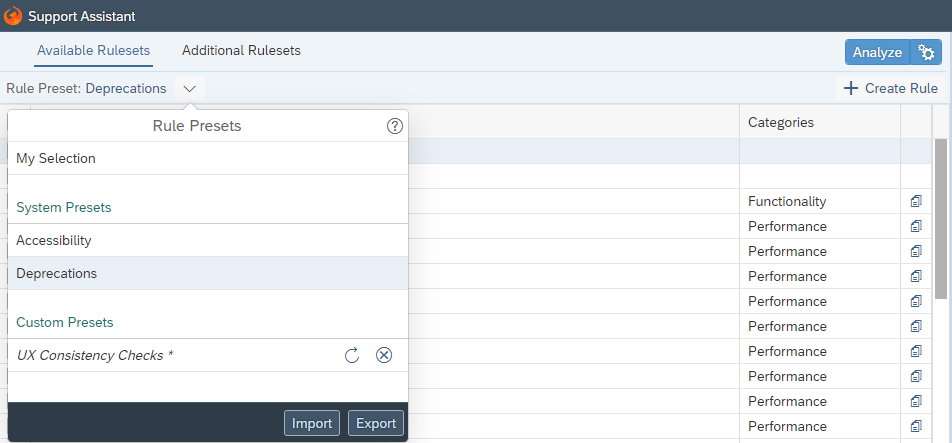 Support Assistant
Available Rulesets
Additional Rulesets
Analyze
Rule Preset: Deprecations
Create Rule
Rule Presets
?
Categories
My Selection
System Presets
Functionality
Performance
Accessibility
Performance
Deprecations
Performance
Performance
Custom Presets
Performance
UX Consistency Checks *
Performance
Performance
Performance
Import
Export
Performance